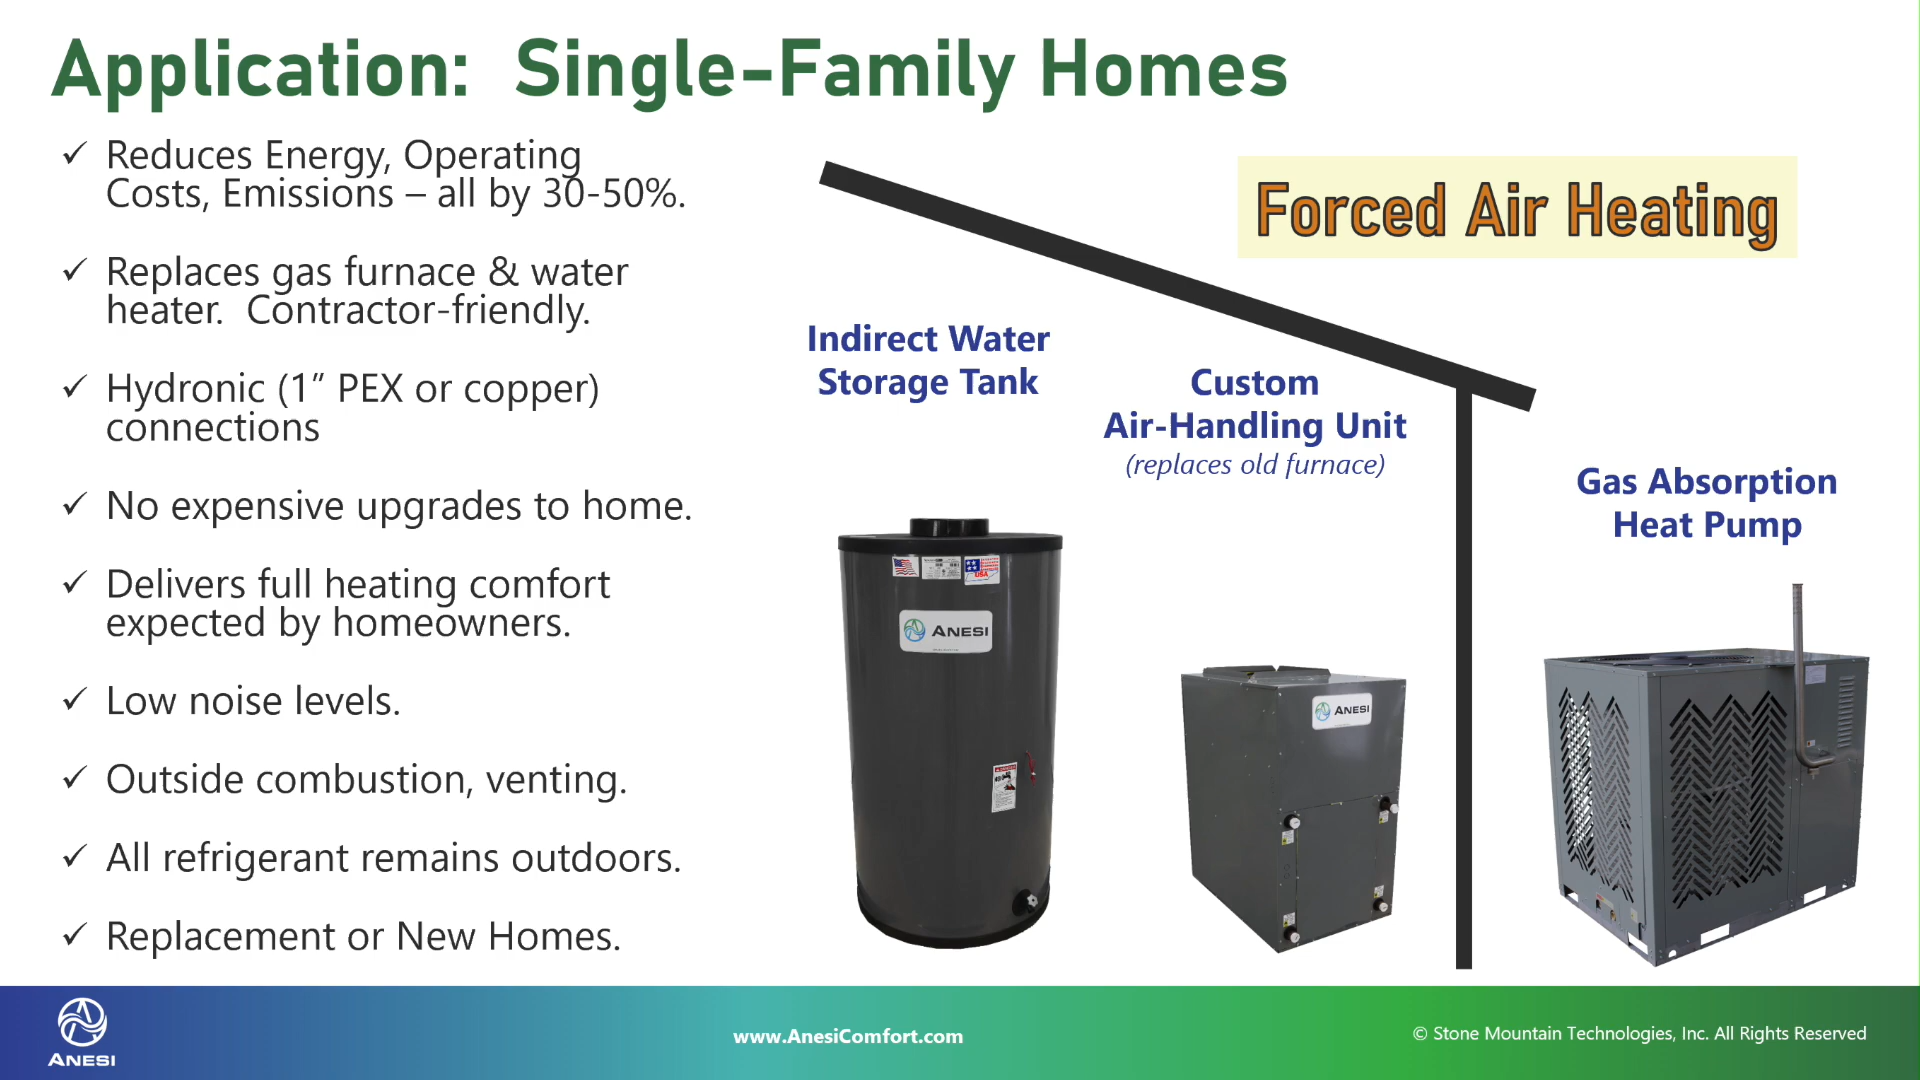 Application:  Single-Family Homes
✓ Reduces Energy, Operating
Costs, Emissions – all by 30-50%.
✓ Replaces gas furnace & water
heater.  Contractor-friendly.
✓ Hydronic (1” PEX or copper)
connections
✓ No expensive upgrades to home.
✓ Delivers full heating comfort
expected by homeowners.
✓ Low noise levels.
✓ Outside combustion, venting.
✓ All refrigerant remains outdoors.
✓ Replacement or New Homes.
Forced Air Heating
Indirect Water
Storage Tank
Custom
Air-Handling Unit
(replaces old furnace)
Gas Absorption
Heat Pump
ANESI
ANESI
ANESI
www.AnesiComfort.com
© Stone Mountain Technologies, Inc. All Rights Reserved